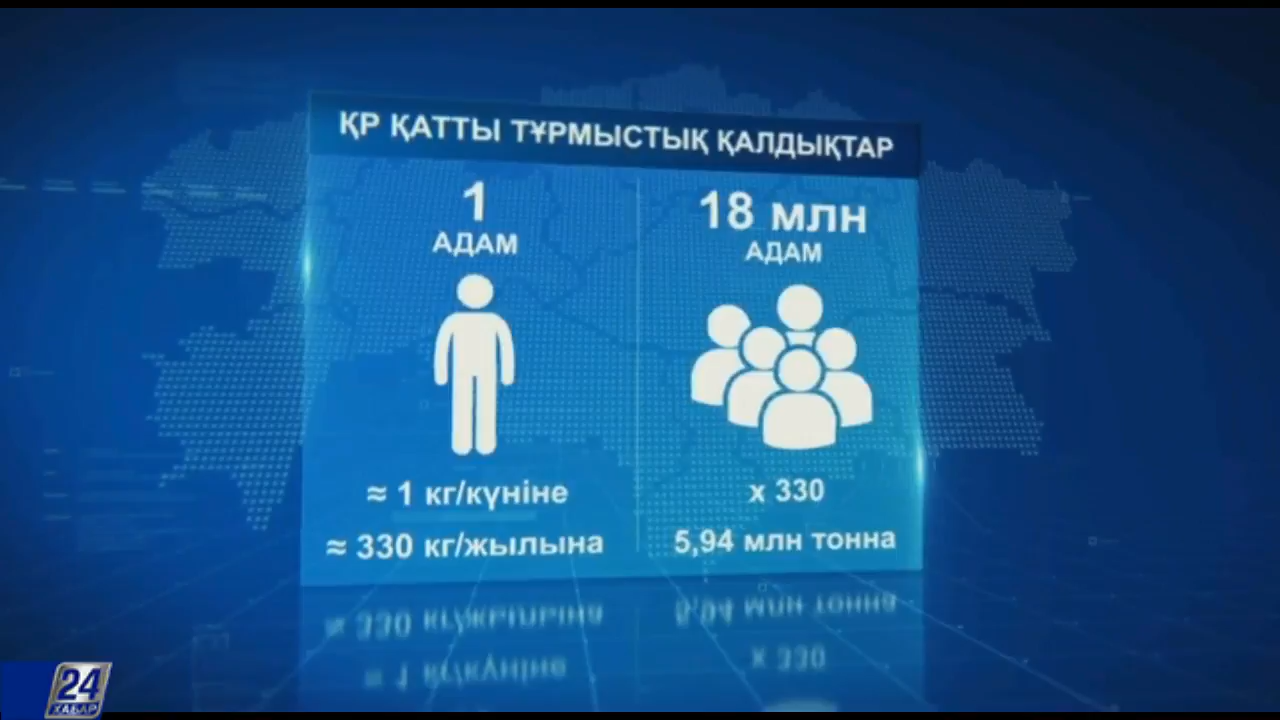 ҚР ҚАТТЫ ТҰРМЫСТЫҚ ҚАЛДЫҚТАР
1
АДАМ
≈ 1 кг/күніне
≈ 330 кг/жылына
18 млн
АДАМ
х 330
5,94 млн тонна
24
ХАБАР